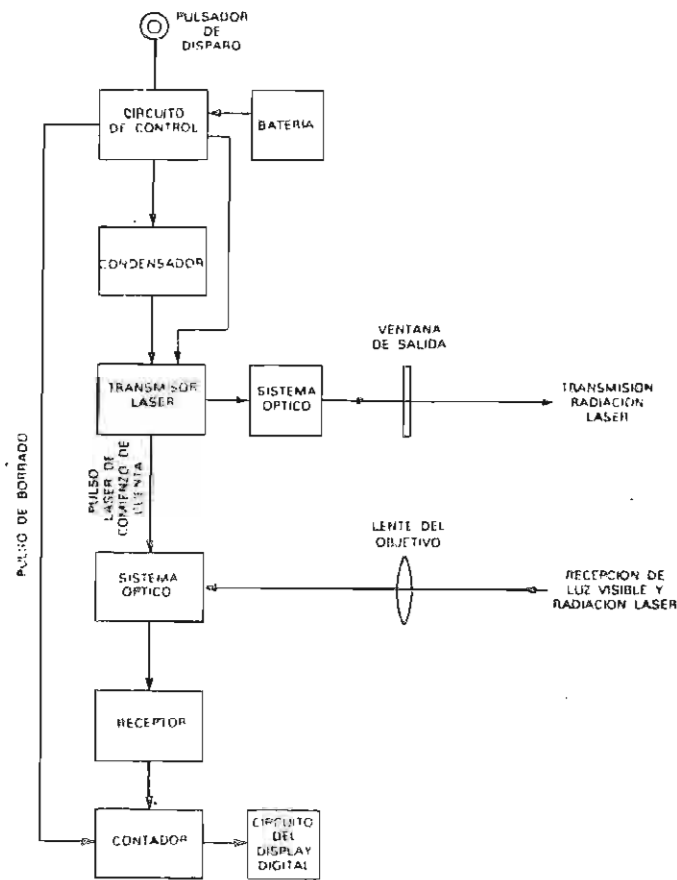 PULSADOR
DE
DISPARO
CIRCUITO
DE CONTROL
BATERIA
CONDENSADOR
VENTANA
DE SALIDA
TRANSMISOR
LASER
SISTEMA
OPTICO
TRANSMISION
RADIACION
LASER
PULSO DE BORRADO
PULSO
LASER DE
COMIENZO DE
CUENTA
LENTE DEL
OBJETIVO
SISTEMA
OPTICO
RECEPCION DE
LUZ VISIBLE Y
RADIACION LASER
RECEPTOR
CONTADOR
CIRCUITO
DEL
DISPLAY
DIGITAL